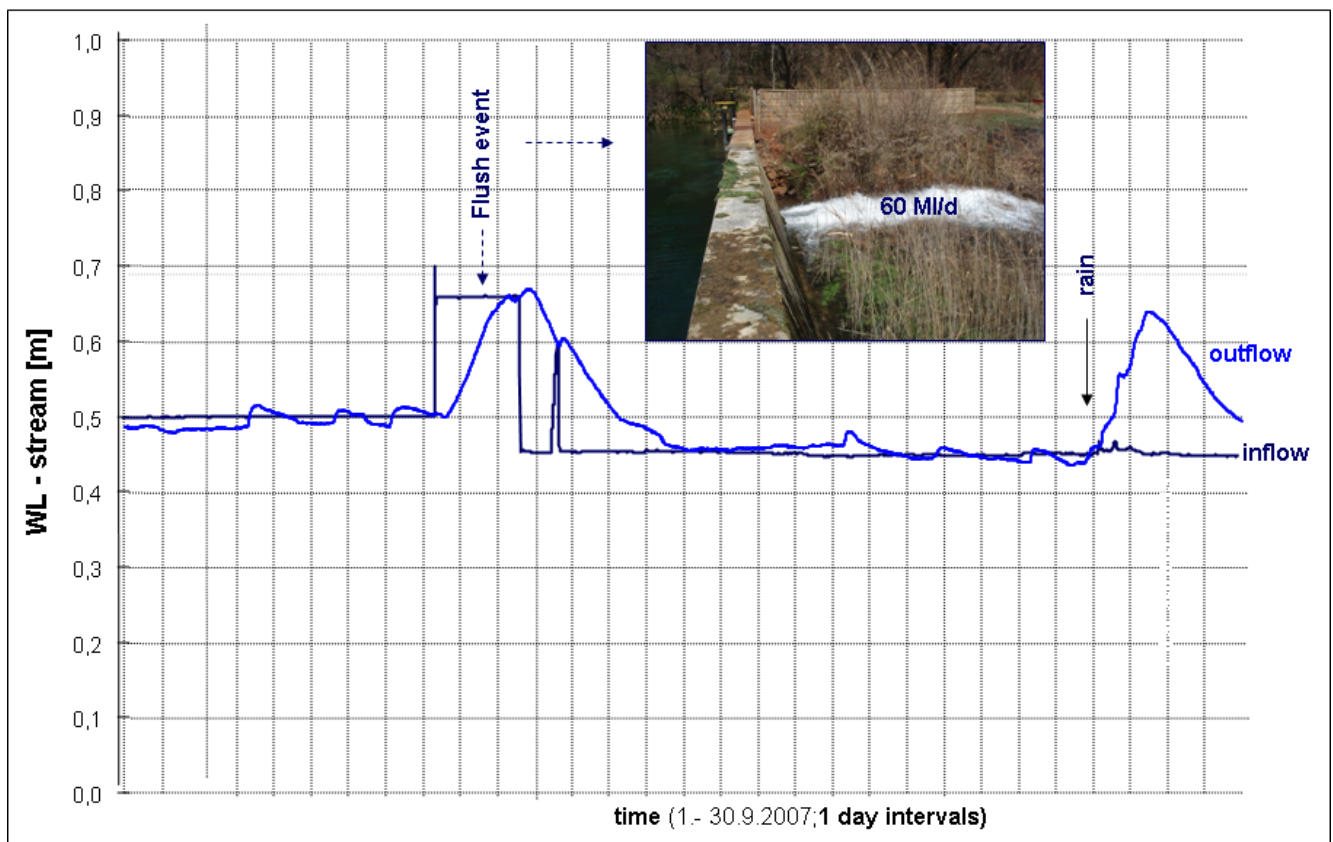 1,0
0,9
0,8
0,7
0,6
0,5
0,4
0,3
0,2
0,1
0,0
WL - stream [m]
Flush event
60 Ml/d
rain
outflow
inflow
time (1.- 30.9.2007;1 day intervals)